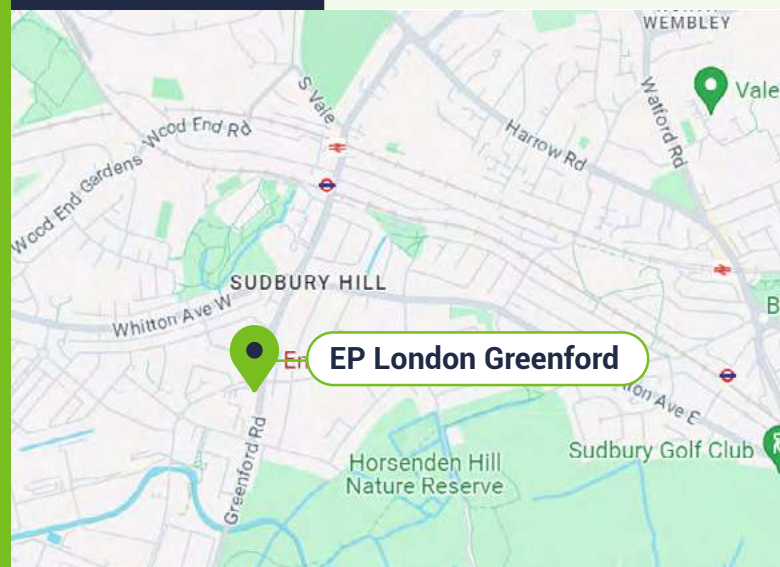 WEMBLEY
Vale
S Vale
Watford Rd
Harrow Rd
Wood End Rd
Wood End Gardens
SUDBURY HILL
Whitton Ave W
EP London Greenford
Ave E
Sudbury Golf Club
Horsenden Hill
Nature Reserve
Greenford Rd